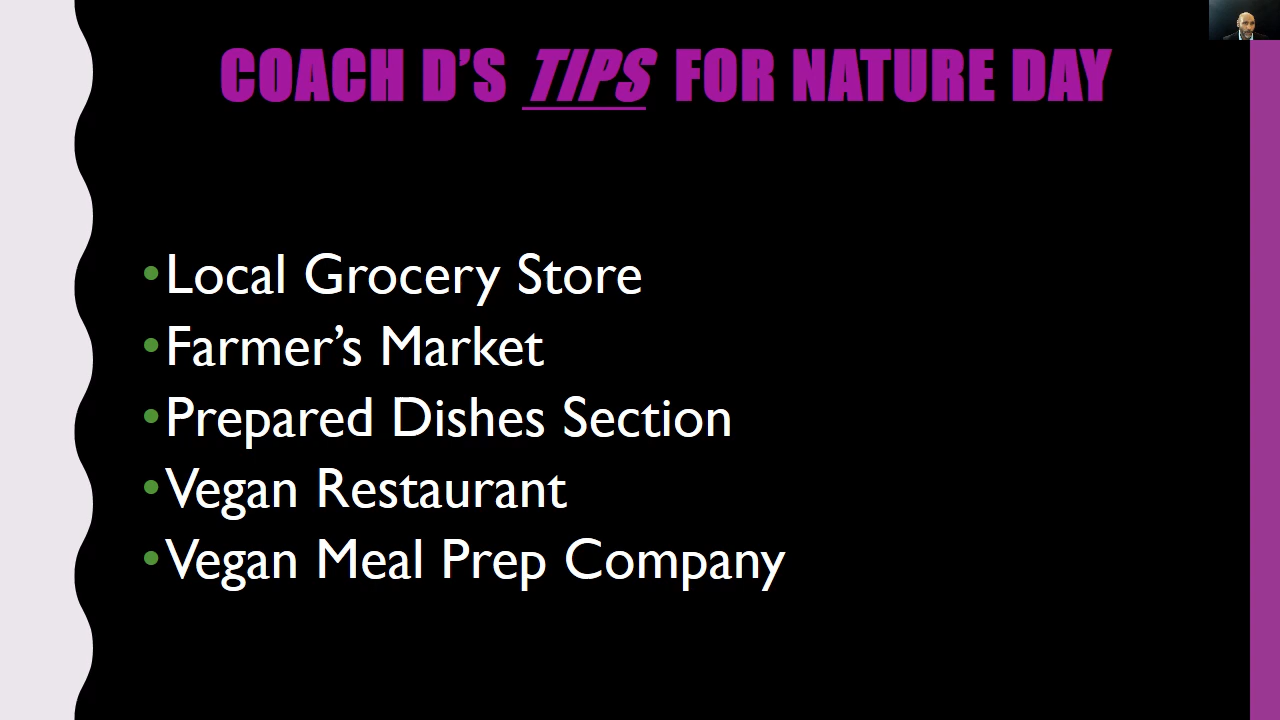 COACH D’S TIPS FOR NATURE DAY
•Local Grocery Store
•Farmer’s Market
•Prepared Dishes Section
•Vegan Restaurant
•Vegan Meal Prep Company